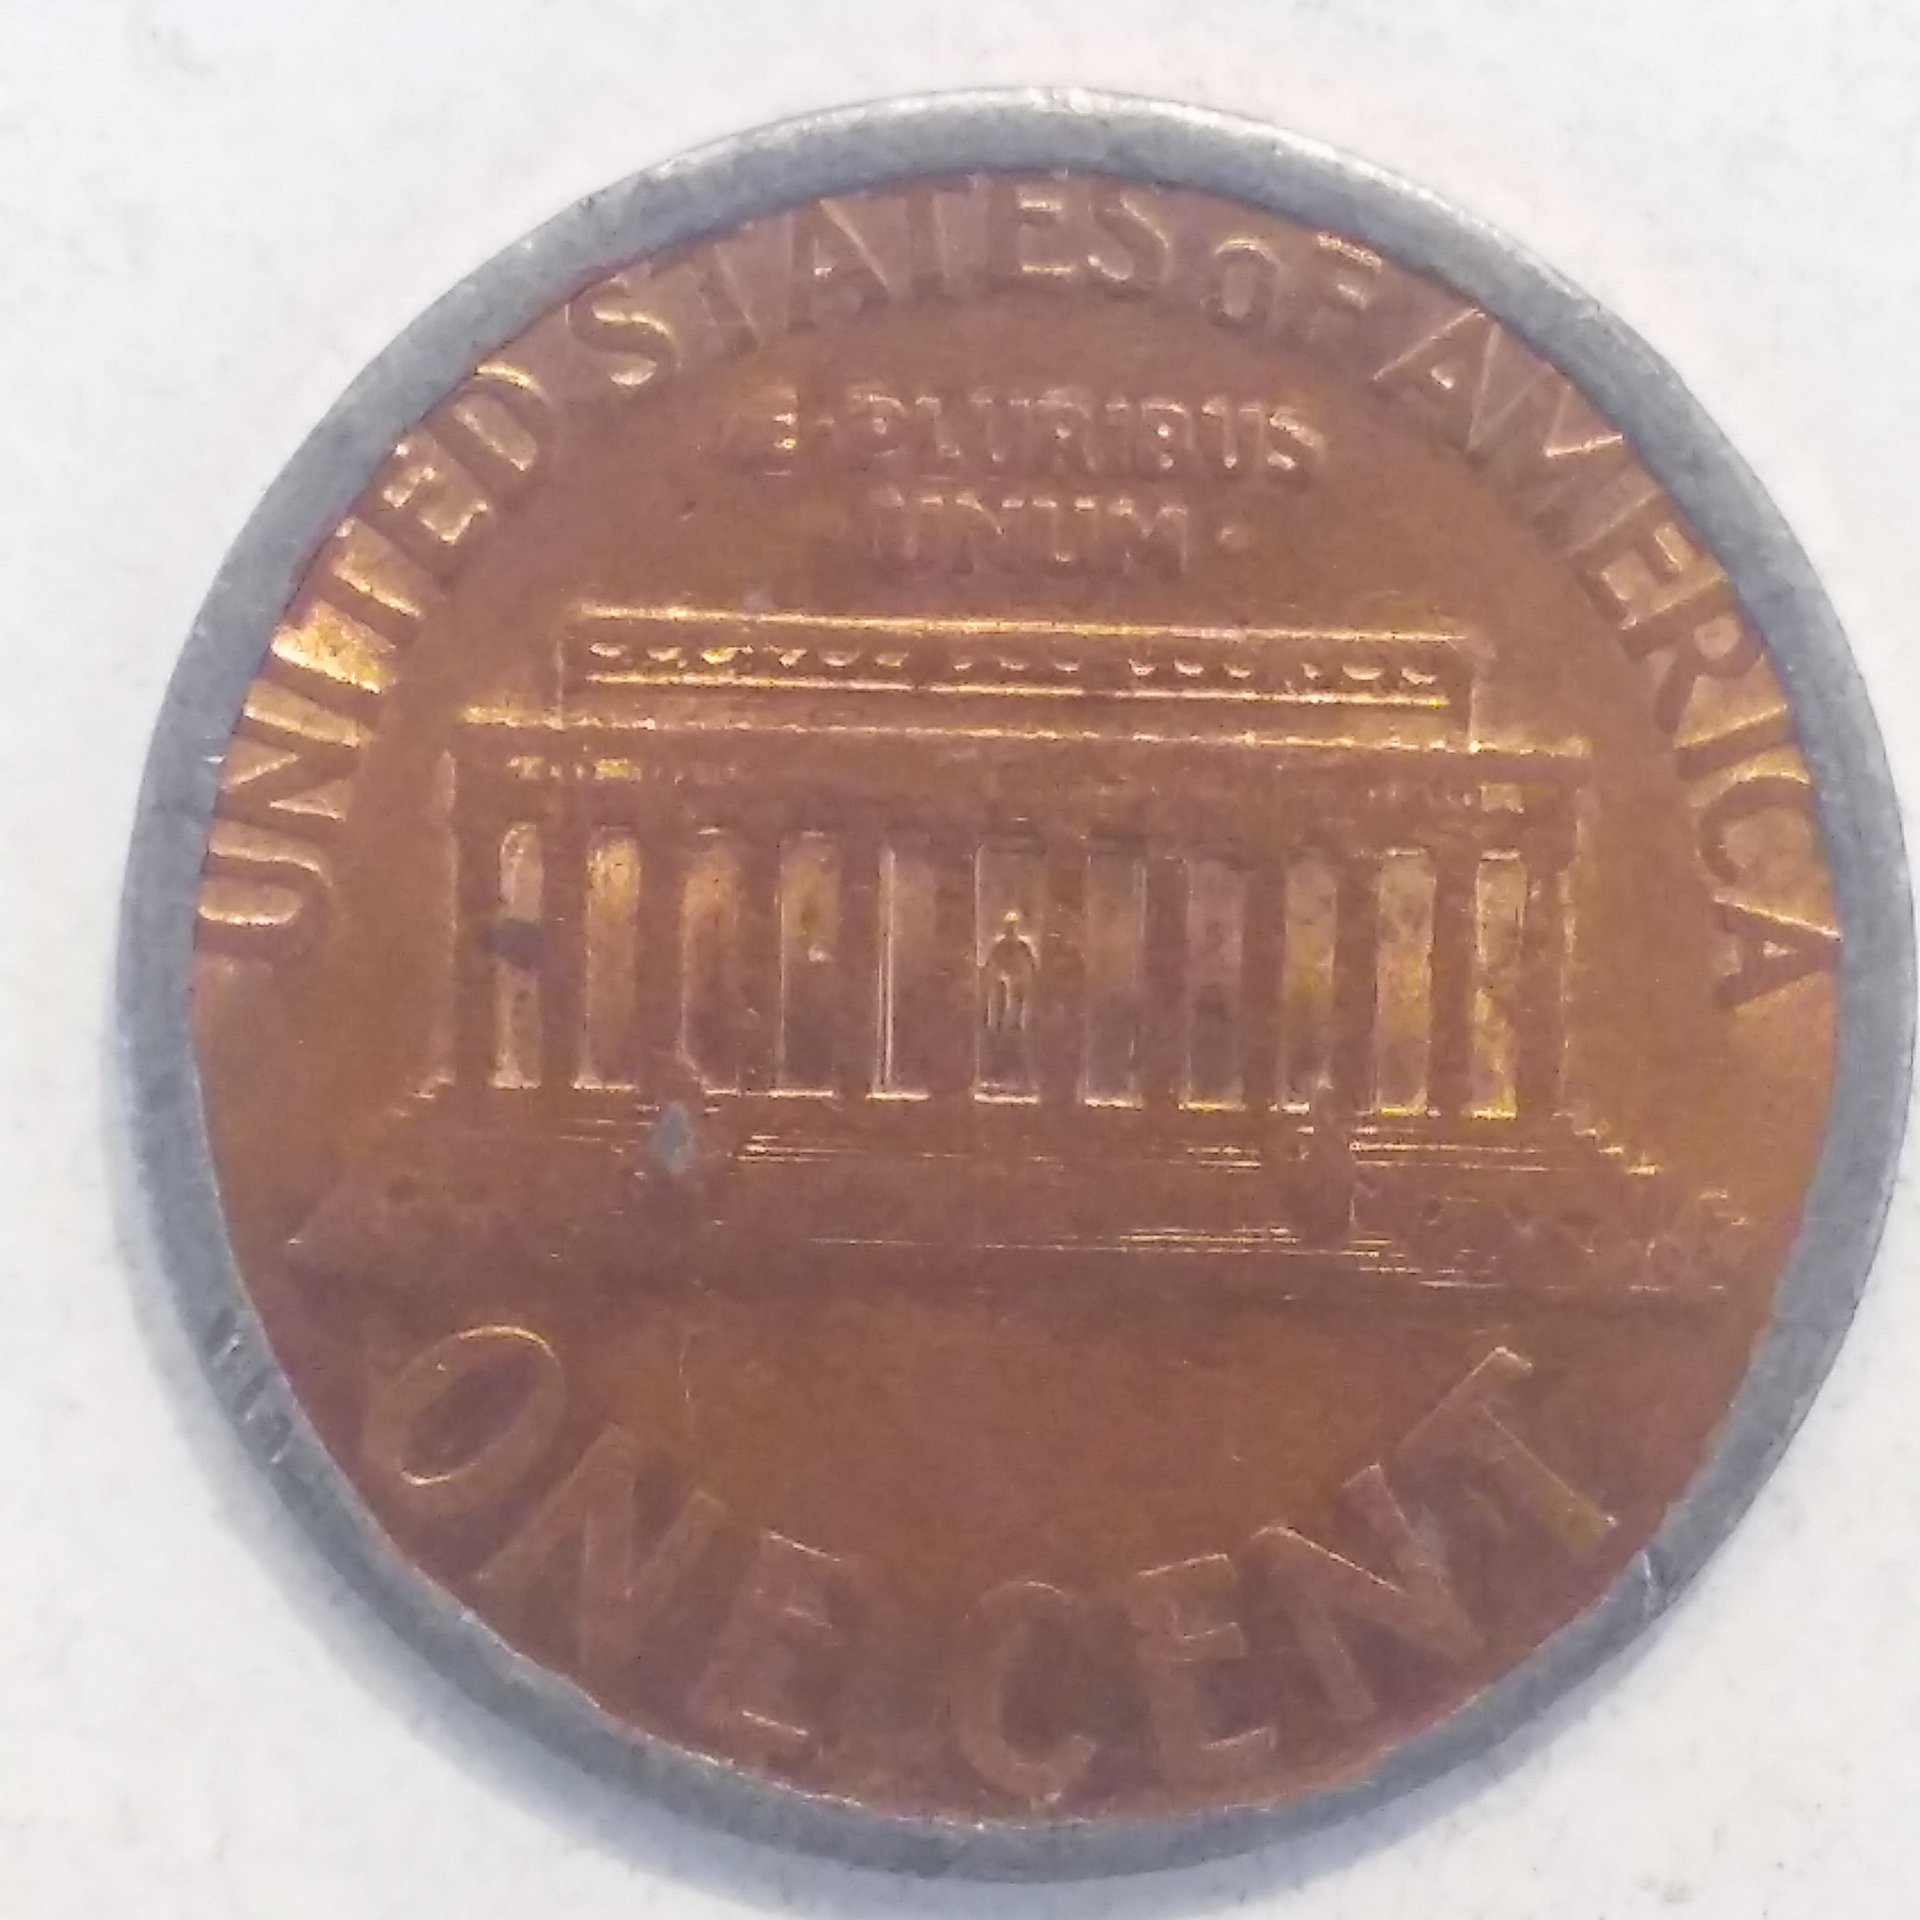 UNITED STATES OF AMERICA
E·PLURIBUS
UNUM·
ONE CENT